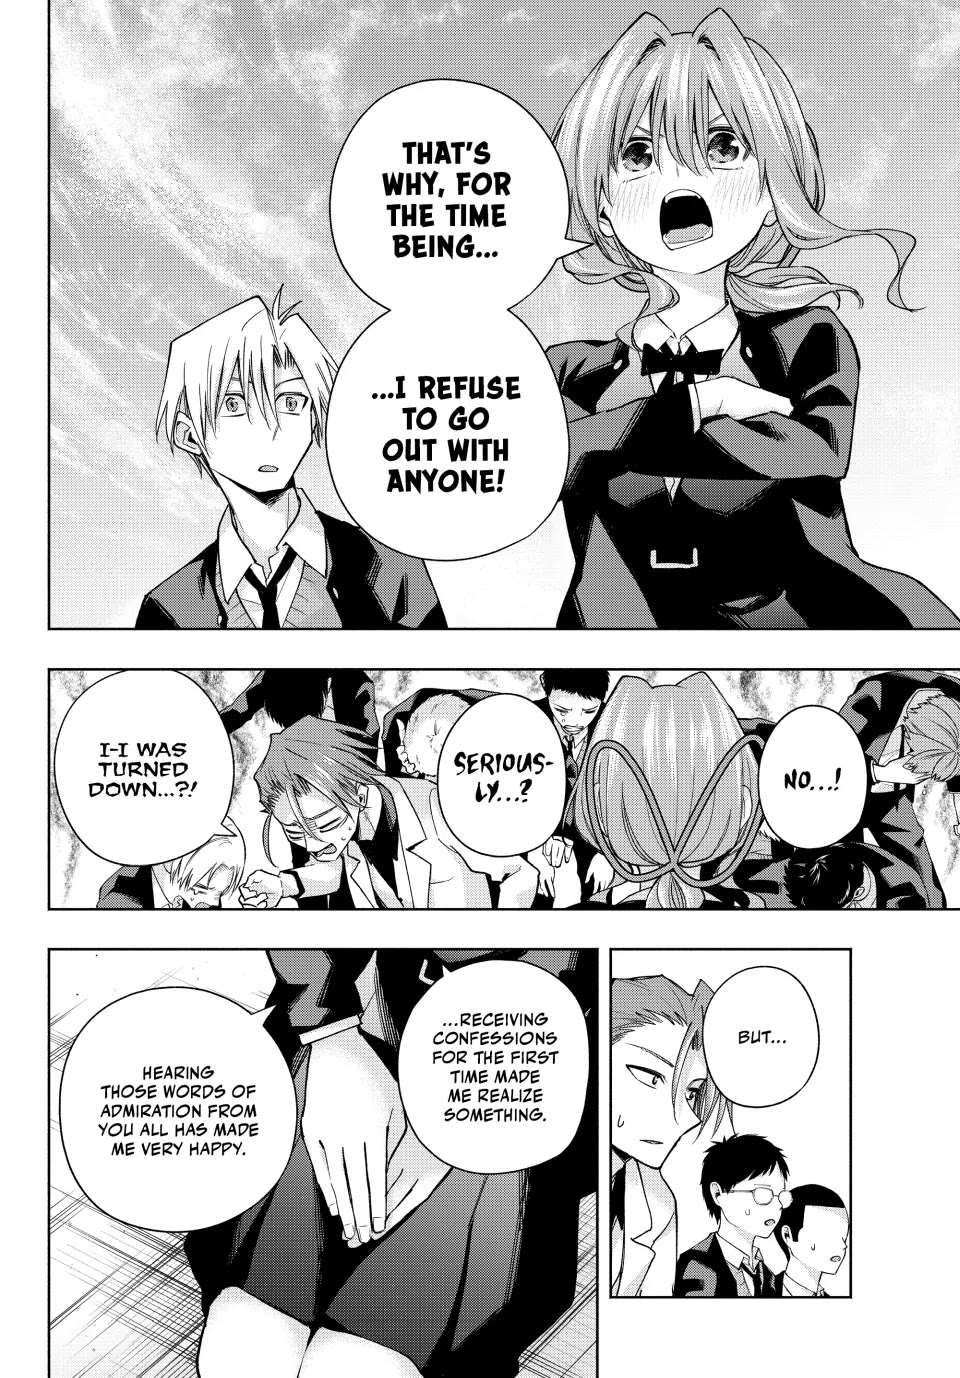 THAT'S
WHY, FOR
THE TIME
BEING...
...I REFUSE
TO GO
OUT WITH
ANYONE!
NO...!
SERIOUS-
LY...?
I-I WAS
TURNED
DOWN...?!
BUT...
...RECEIVING
CONFESSIONS
FOR THE FIRST
TIME MADE
ME REALIZE
SOMETHING.
HEARING
THOSE WORDS OF
ADMIRATION FROM
YOU ALL HAS MADE
ME VERY HAPPY.